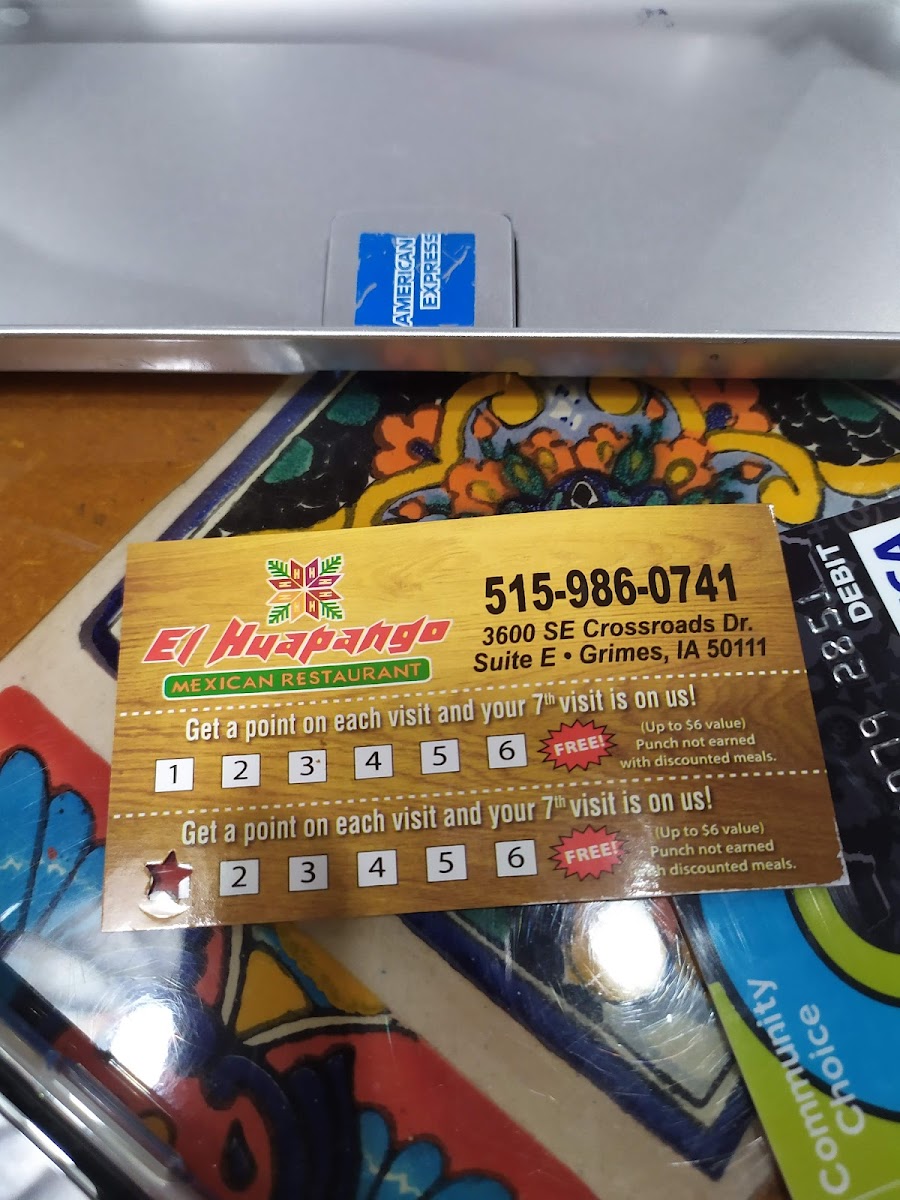 AMERICAN
EXPRESS
El Huapango
MEXICAN RESTAURANT
515-986-0741
3600 SE Crossroads Dr.
Suite E • Grimes, IA 50111
Get a point on each visit and your 7th visit is on us!
1 2 3 4 5 6 FREE!
(Up to $6 value)
Punch not earned
with discounted meals.
Get a point on each visit and your 7th visit is on us!
2 3 4 5 6 FREE!
(Up to $6 value)
Punch not earned
discounted meals.
DEBIT
2851
079
Community
Choice